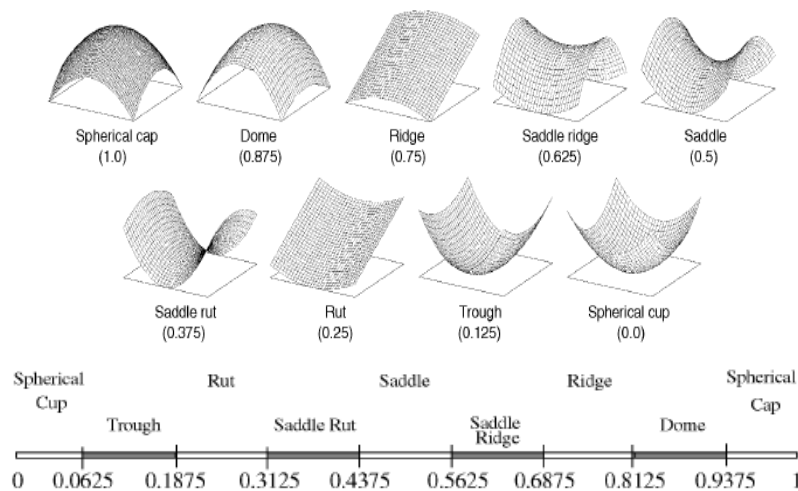 Spherical cap Dome Ridge Saddle ridge Saddle
(1.0) (0.875) (0.75) (0.625) (0.5)
Saddle rut Rut Trough Spherical cup
(0.375) (0.25) (0.125) (0.0)
Spherical Cup Rut Saddle Ridge Spherical Cap
Trough Saddle Rut Saddle Ridge Dome
0 0.0625 0.1875 0.3125 0.4375 0.5625 0.6875 0.8125 0.9375 1